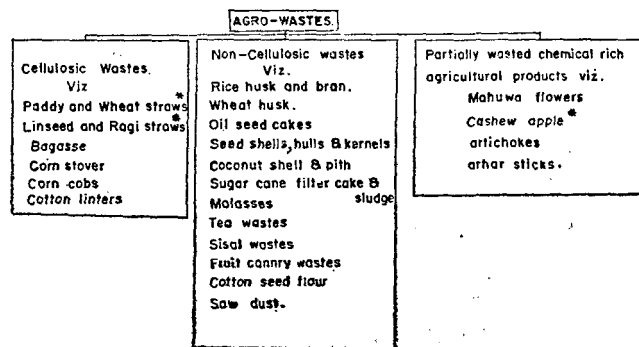 AGRO-WASTES.
Cellulosic Wastes.
Viz
Paddy and Wheat straws*
Linseed and Ragi straws*
Bagasse
Corn stover
Corn cobs
Cotton linters
Non-Cellulosic wastes
Viz.
Rice husk and bran.
Wheat husk.
Oil seed cakes
Seed shells, hulls & kernels
Coconut shell & pith
Sugar cane filter cake &
sludge
Molasses
Tea wastes
Sisal wastes
Fruit cannry wastes
Cotton seed flour
Saw dust.
Partially wasted chemical rich
agricultural products viz.
Mahuwa flowers
Cashew apple*
artichokes
arhar sticks.